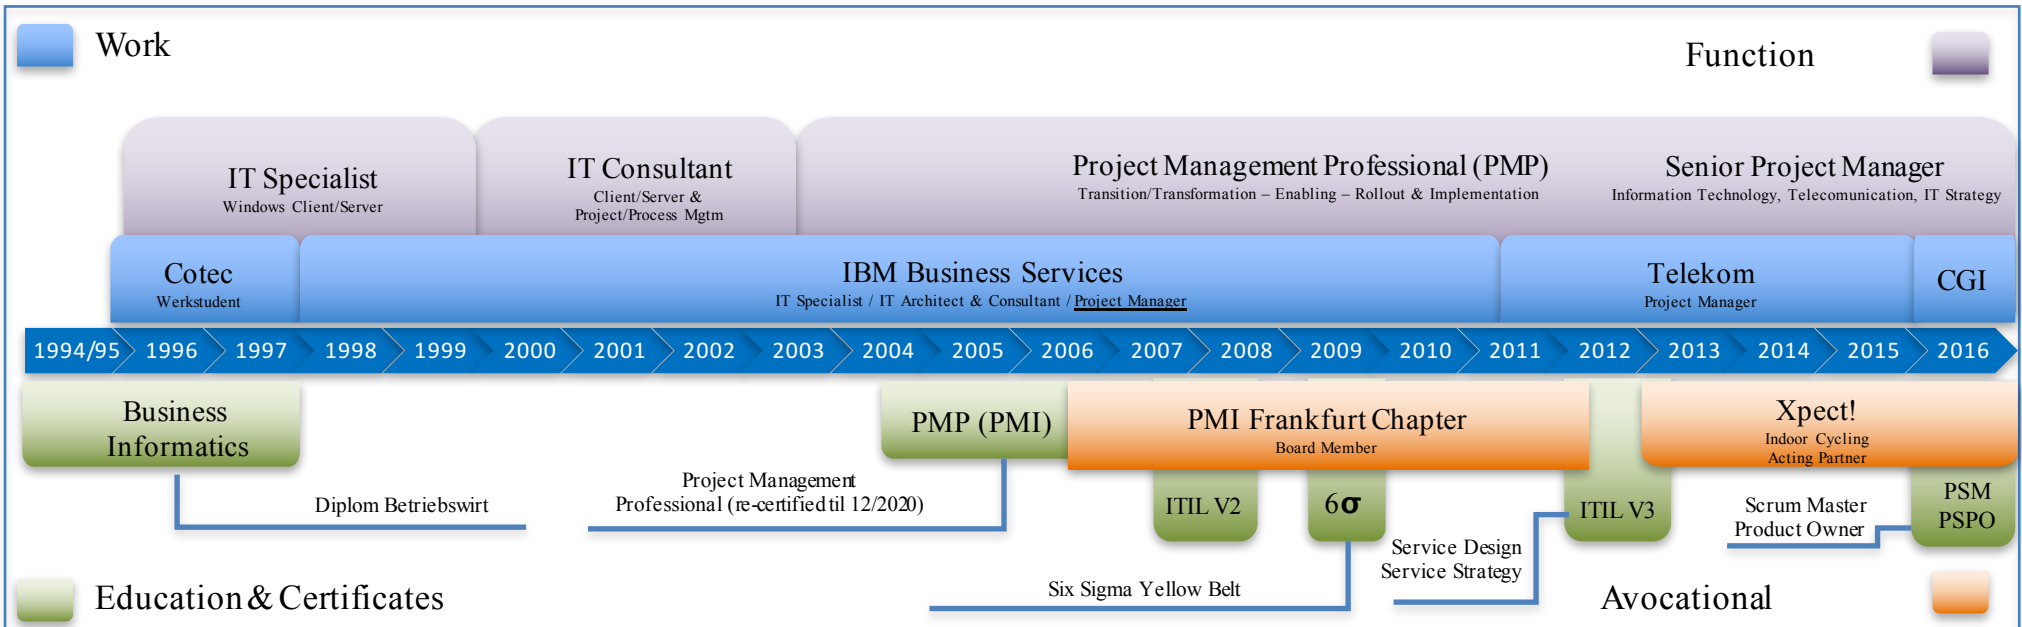 Work
Function
IT Specialist
Windows Client/Server
IT Consultant
Client/Server &
Project/Process Mgtm
Project Management Professional (PMP)
Transition/Transformation – Enabling – Rollout & Implementation
Senior Project Manager
Information Technology, Telecomunication, IT Strategy
Cotec
Werkstudent
IBM Business Services
IT Specialist / IT Architect & Consultant / Project Manager
Telekom
Project Manager
CGI
1994/95 1996 1997 1998 1999 2000 2001 2002 2003 2004 2005 2006 2007 2008 2009 2010 2011 2012 2013 2014 2015 2016
Business
Informatics
PMP (PMI)
PMI Frankfurt Chapter
Board Member
Xpect!
Indoor Cycling
Acting Partner
Diplom Betriebswirt
Project Management
Professional (re-certified til 12/2020)
ITIL V2
6σ
ITIL V3
PSM
PSPO
Scrum Master
Product Owner
Service Design
Service Strategy
Six Sigma Yellow Belt
Education & Certificates
Avocational